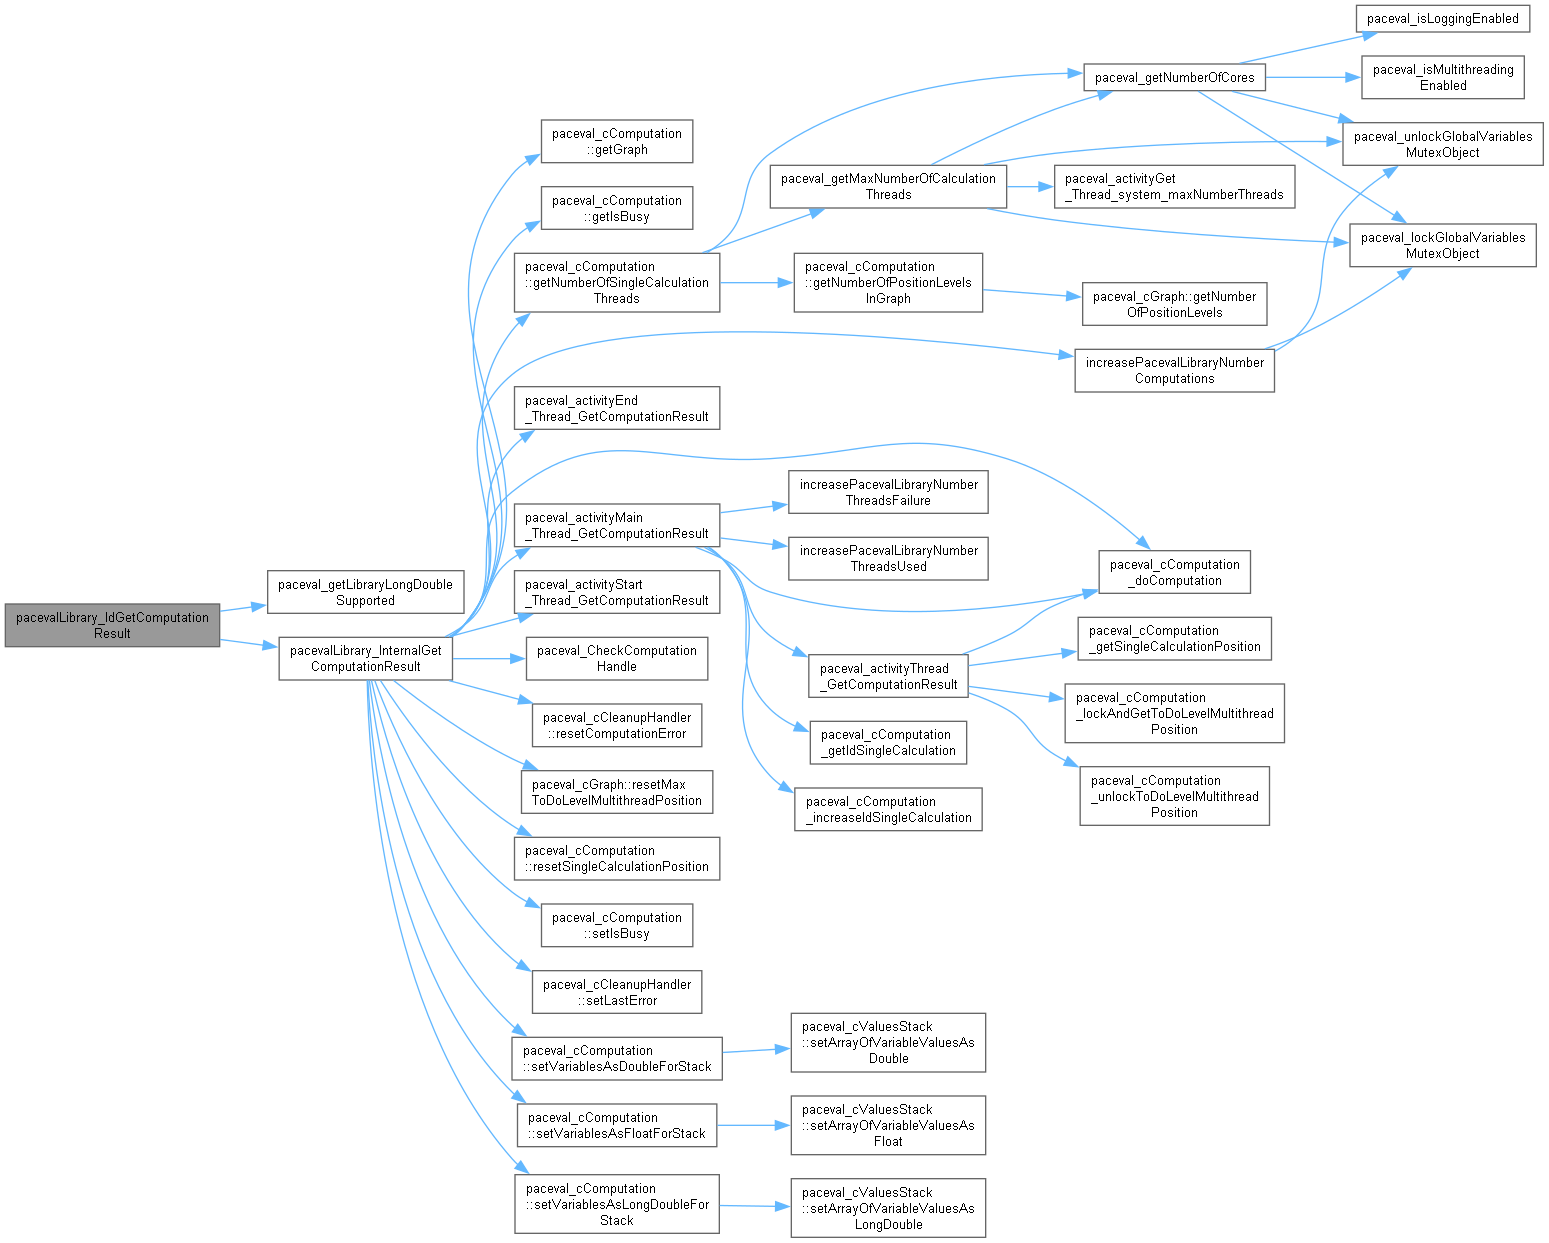 pacevalLibrary_IdGetComputation
Result
paceval_getLibraryLongDouble
Supported
pacevalLibrary_InternalGet
ComputationResult
paceval_cComputation
::getGraph
paceval_cComputation
::getIsBusy
paceval_cComputation
::getNumberOfSingleCalculation
Threads
paceval_activityEnd
_Thread_GetComputationResult
paceval_activityMain
_Thread_GetComputationResult
paceval_activityStart
_Thread_GetComputationResult
paceval_CheckComputation
Handle
paceval_cCleanupHandler
::resetComputationError
paceval_cGraph::resetMax
ToDoLevelMultithreadPosition
paceval_cComputation
::resetSingleCalculationPosition
paceval_cComputation
::setIsBusy
paceval_cCleanupHandler
::setLastError
paceval_cComputation
::setVariablesAsDoubleForStack
paceval_cComputation
::setVariablesAsFloatForStack
paceval_cComputation
::setVariablesAsLongDoubleFor
Stack
paceval_getMaxNumberOfCalculation
Threads
paceval_cComputation
::getNumberOfPositionLevels
InGraph
increasePacevalLibraryNumber
ThreadsFailure
increasePacevalLibraryNumber
ThreadsUsed
paceval_activityThread
_GetComputationResult
paceval_cComputation
_getIdSingleCalculation
paceval_cComputation
_increaseIdSingleCalculation
paceval_cValuesStack
::setArrayOfVariableValuesAs
Double
paceval_cValuesStack
::setArrayOfVariableValuesAs
Float
paceval_cValuesStack
::setArrayOfVariableValuesAs
LongDouble
paceval_getNumberOfCores
paceval_activityGet
_Thread_system_maxNumberThreads
paceval_cGraph::getNumber
OfPositionLevels
increasePacevalLibraryNumber
Computations
paceval_cComputation
_doComputation
paceval_cComputation
_getSingleCalculationPosition
paceval_cComputation
_lockAndGetToDoLevelMultithread
Position
paceval_cComputation
_unlockToDoLevelMultithread
Position
paceval_isLoggingEnabled
paceval_isMultithreading
Enabled
paceval_unlockGlobalVariables
MutexObject
paceval_lockGlobalVariables
MutexObject